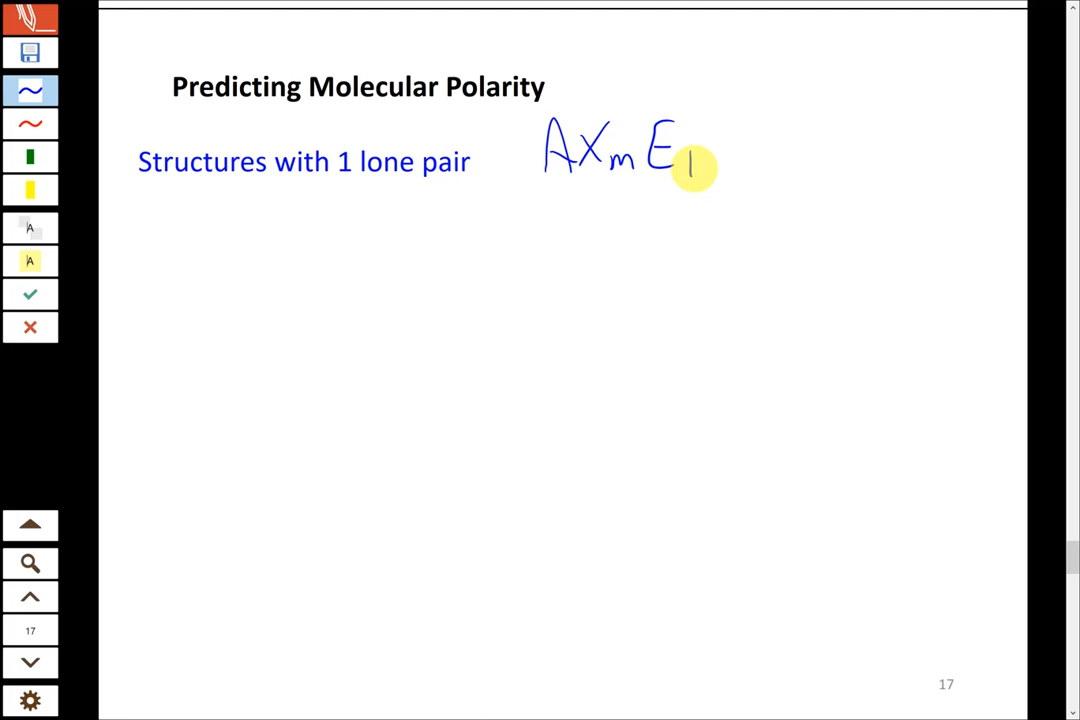 Predicting Molecular Polarity
Structures with 1 lone pair AXmE1
A
A
17
17